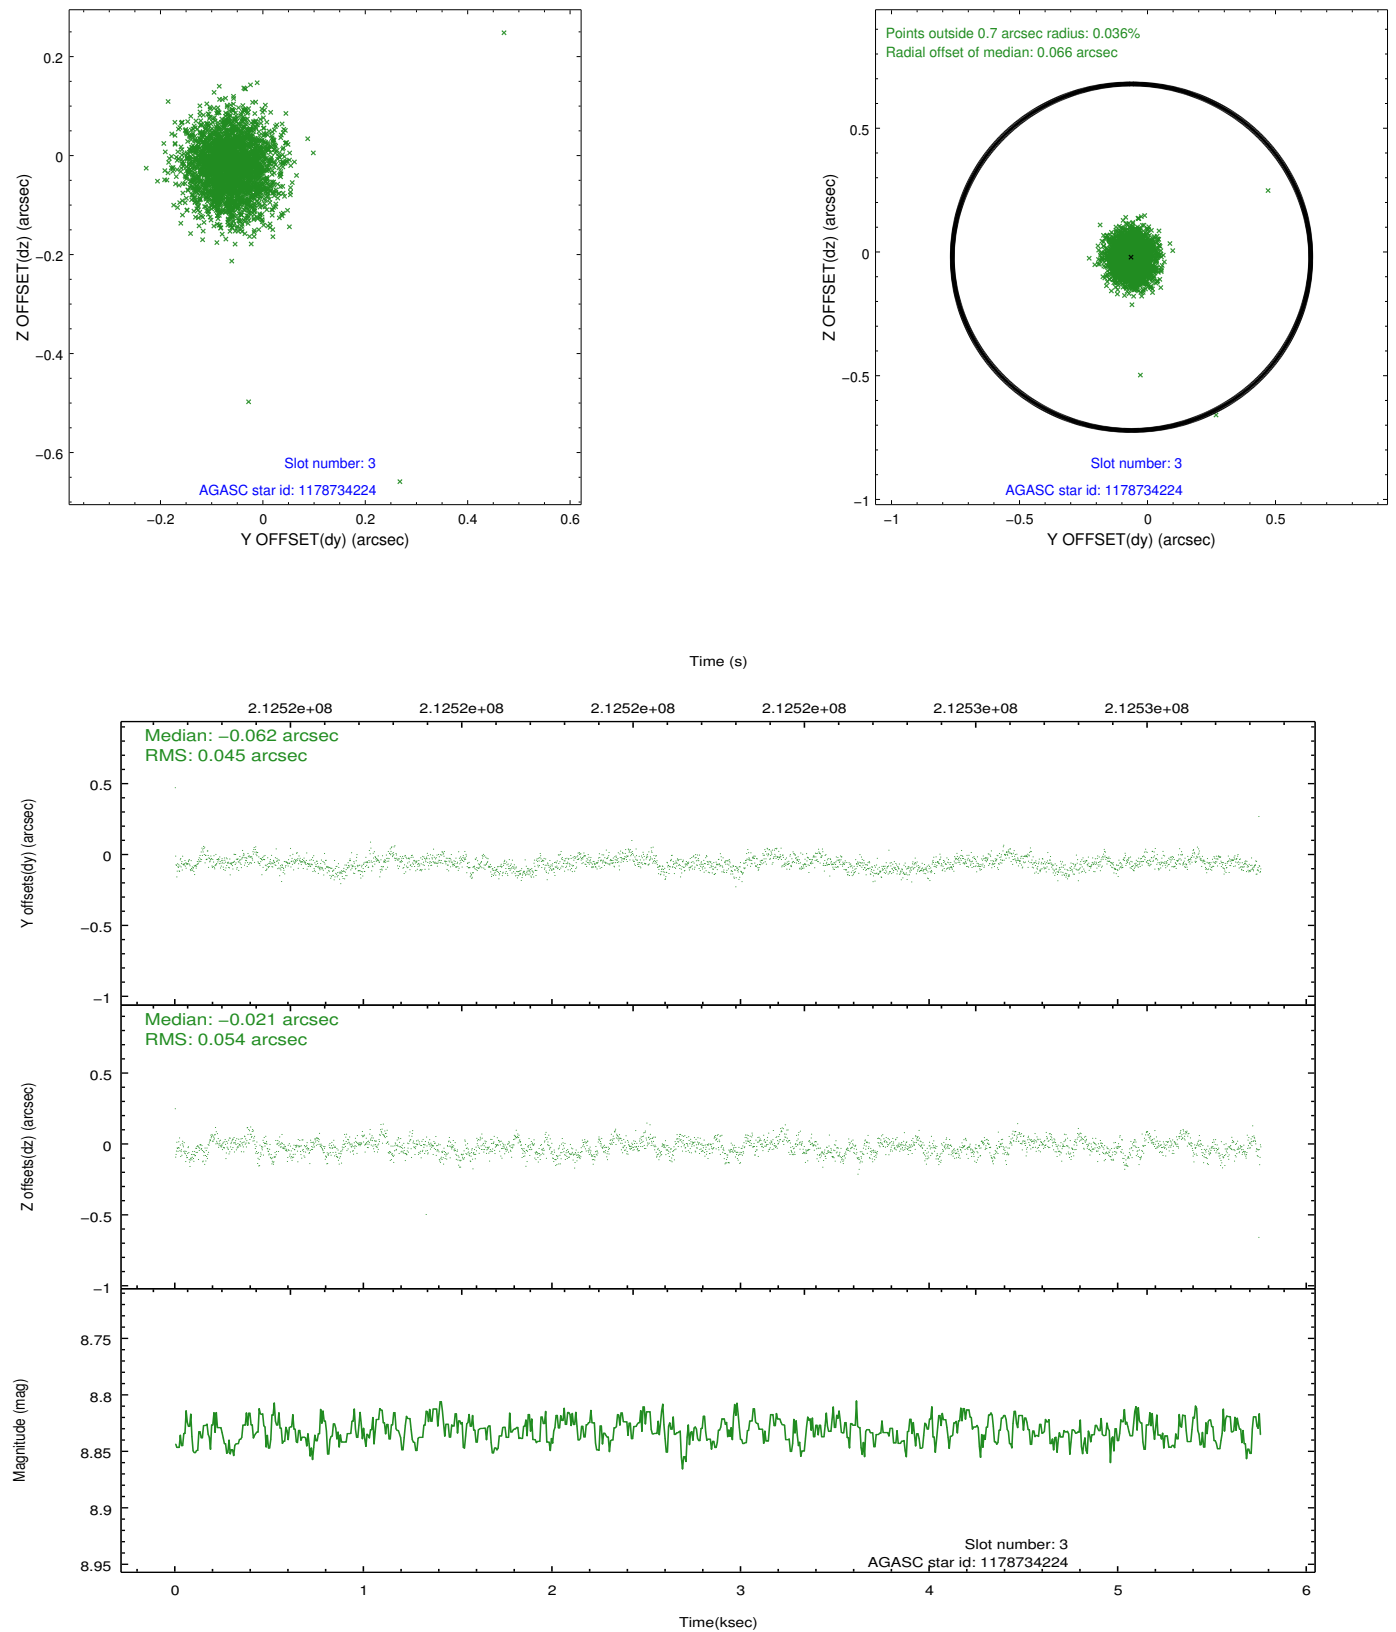 0.2
0
−0.2
−0.4
−0.6
Z OFFSET(dz) (arcsec)
Slot number: 3
AGASC star id: 1178734224
−0.2
0
0.2
0.4
0.6
Y OFFSET(dy) (arcsec)
Points outside 0.7 arcsec radius: 0.036%
Radial offset of median: 0.066 arcsec
0.5
0
−0.5
−1
Z OFFSET(dz) (arcsec)
Slot number: 3
AGASC star id: 1178734224
−1
−0.5
0
0.5
Y OFFSET(dy) (arcsec)
Time (s)
2.1252e+08
2.1252e+08
2.1252e+08
2.1252e+08
2.1253e+08
2.1253e+08
Median: −0.062 arcsec
RMS: 0.045 arcsec
0.5
0
−0.5
−1
Y offsets(dy) (arcsec)
Median: −0.021 arcsec
RMS: 0.054 arcsec
0.5
0
−0.5
−1
Z offsets(dz) (arcsec)
8.75
8.8
8.85
8.9
8.95
Magnitude (mag)
Slot number: 3
AGASC star id: 1178734224
0
1
2
3
4
5
6
Time(ksec)